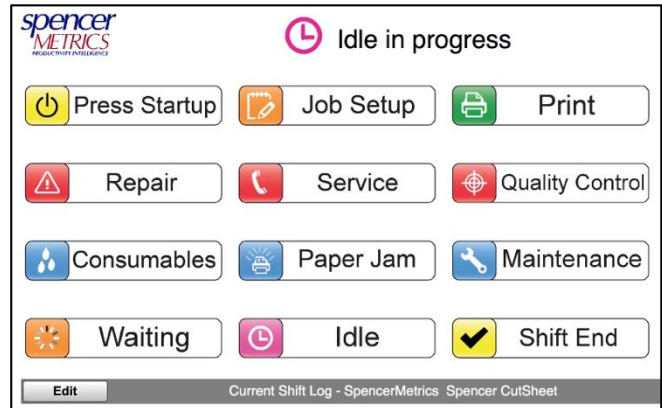 spencer
METRICS
PRODUCTIVITY INTELLIGENCE
Idle in progress
Press Startup
Job Setup
Print
Repair
Service
Quality Control
Consumables
Paper Jam
Maintenance
Waiting
Idle
Shift End
Edit
Current Shift Log - SpencerMetrics Spencer CutSheet